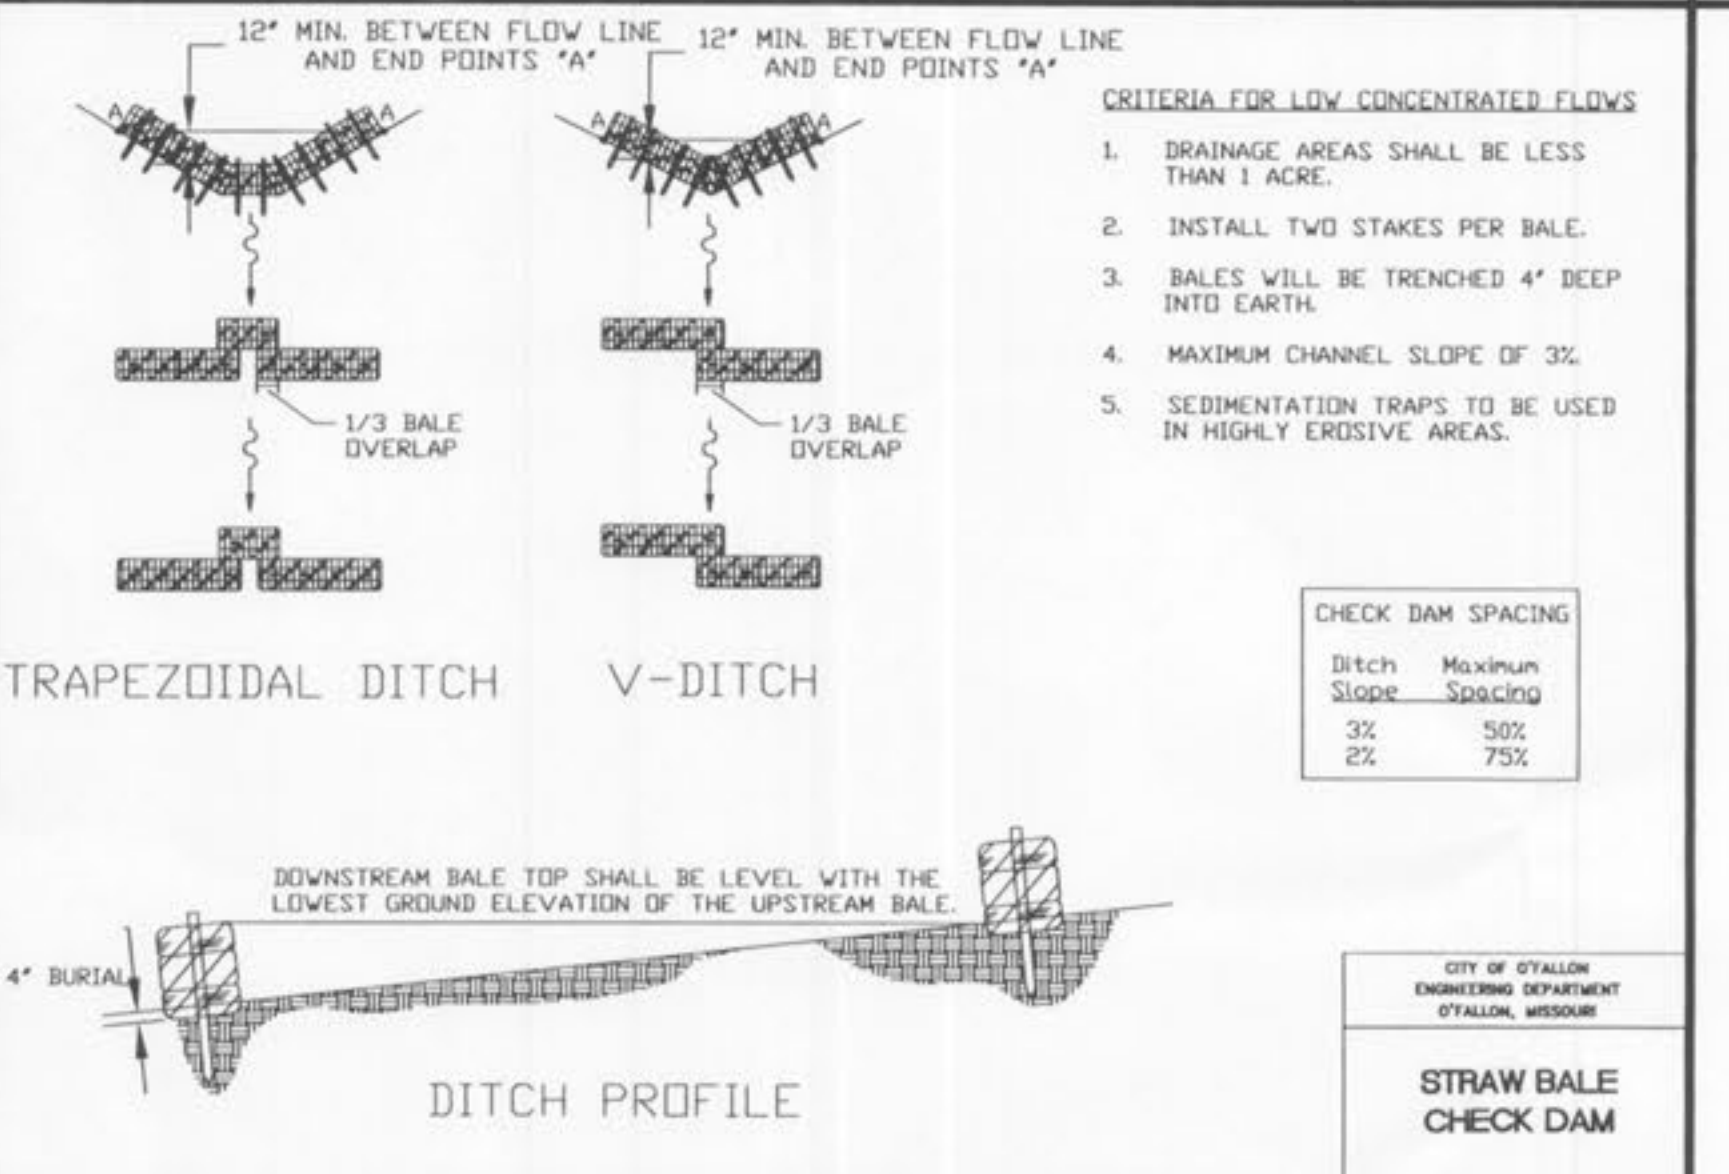 12" MIN. BETWEEN FLOW LINE
AND END POINTS "A"
12" MIN. BETWEEN FLOW LINE
AND END POINTS "A"
A
A
A
A
1/3 BALE
OVERLAP
1/3 BALE
OVERLAP
TRAPEZOIDAL DITCH
V-DITCH
CRITERIA FOR LOW CONCENTRATED FLOWS
1. DRAINAGE AREAS SHALL BE LESS
THAN 1 ACRE.
2. INSTALL TWO STAKES PER BALE.
3. BALES WILL BE TRENCHED 4" DEEP
INTO EARTH.
4. MAXIMUM CHANNEL SLOPE OF 3%.
5. SEDIMENTATION TRAPS TO BE USED
IN HIGHLY EROSIVE AREAS.
CHECK DAM SPACING
Ditch Maximum
Slope Spacing
3% 50%
2% 75%
DOWNSTREAM BALE TOP SHALL BE LEVEL WITH THE
LOWEST GROUND ELEVATION OF THE UPSTREAM BALE.
4" BURIAL
DITCH PROFILE
CITY OF O'FALLON
ENGINEERING DEPARTMENT
O'FALLON, MISSOURI
STRAW BALE
CHECK DAM